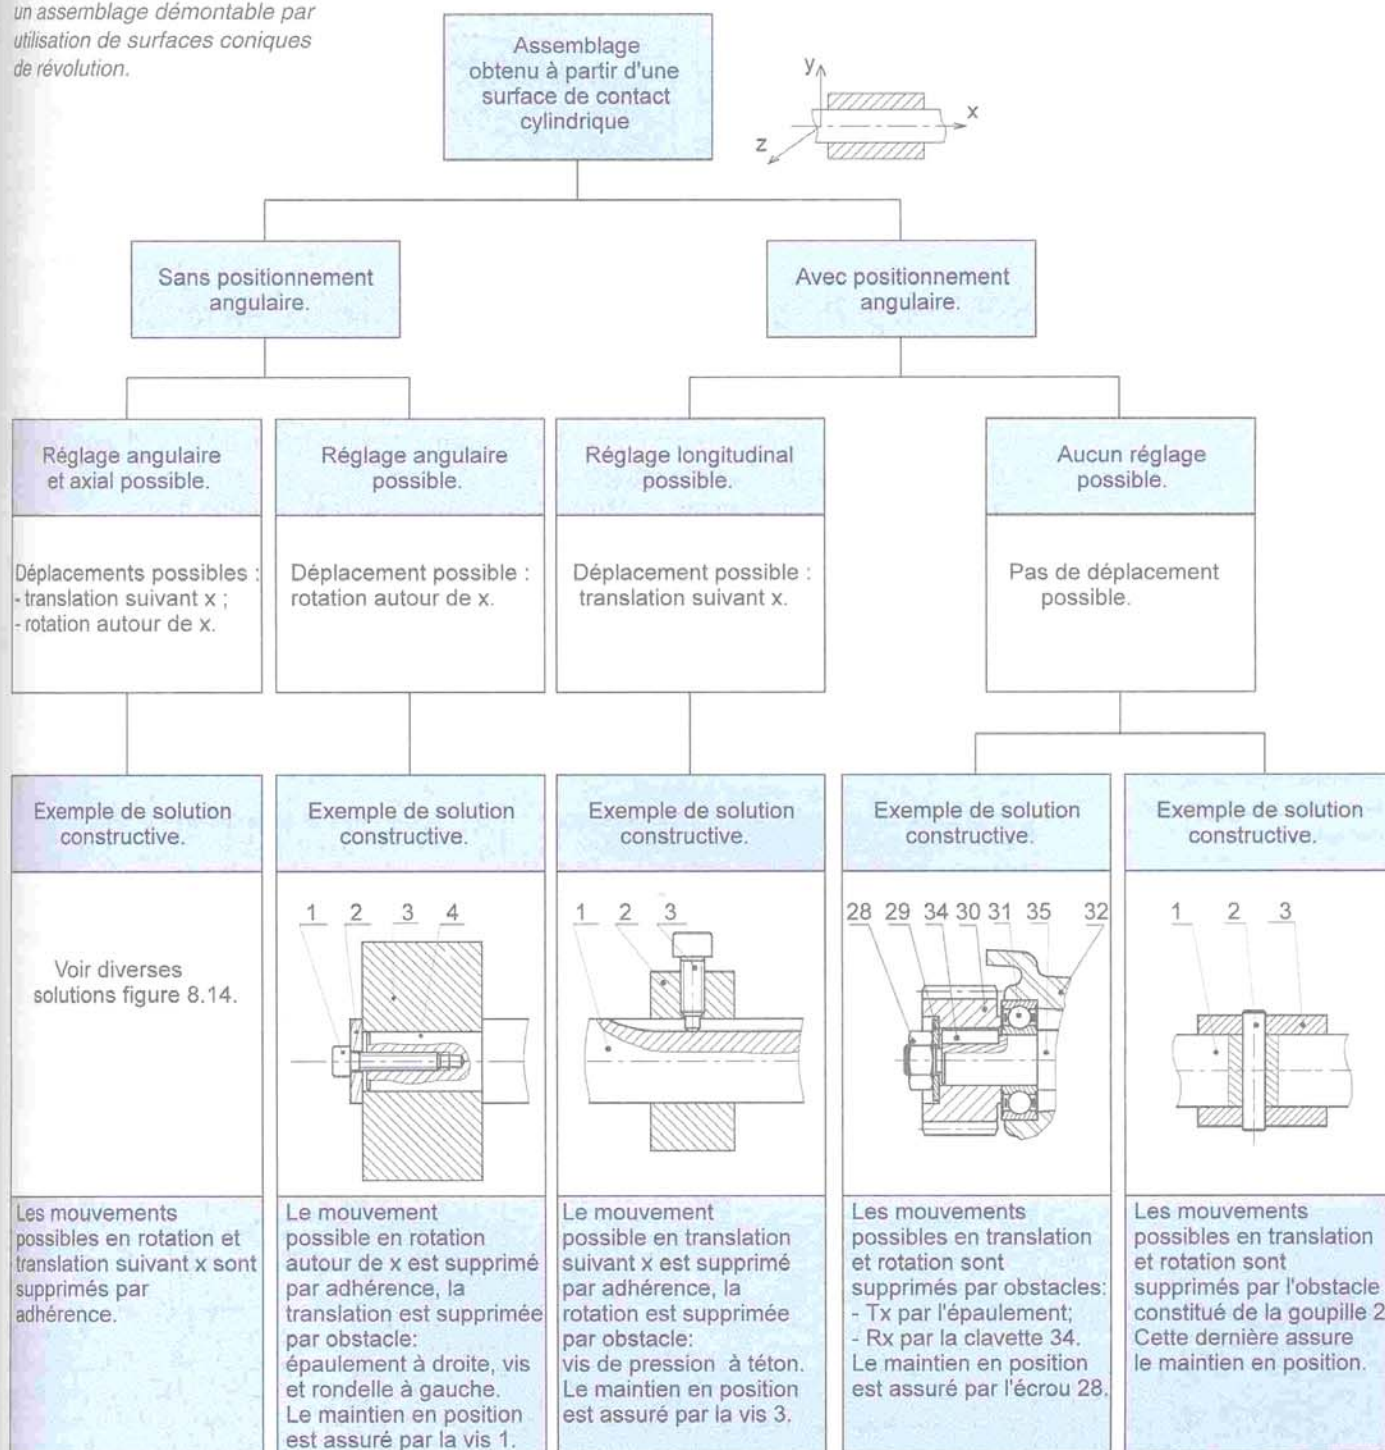 un assemblage démontable par
utilisation de surfaces coniques
de révolution.
Assemblage
obtenu à partir d'une
surface de contact
cylindrique
y
x
z
Sans positionnement
angulaire.
Avec positionnement
angulaire.
Réglage angulaire
et axial possible.
Réglage angulaire
possible.
Réglage longitudinal
possible.
Aucun réglage
possible.
Déplacements possibles :
- translation suivant x ;
- rotation autour de x.
Déplacement possible :
rotation autour de x.
Déplacement possible :
translation suivant x.
Pas de déplacement
possible.
Exemple de solution
constructive.
Exemple de solution
constructive.
Exemple de solution
constructive.
Exemple de solution
constructive.
Exemple de solution
constructive.
Voir diverses
solutions figure 8.14.
1 2 3 4
1 2 3
28 29 34 30 31 35 32
1 2 3
Les mouvements
possibles en rotation et
translation suivant x sont
supprimés par
adhérence.
Le mouvement
possible en rotation
autour de x est supprimé
par adhérence, la
translation est supprimée
par obstacle:
épaulement à droite, vis
et rondelle à gauche.
Le maintien en position
est assuré par la vis 1.
Le mouvement
possible en translation
suivant x est supprimé
par adhérence, la
rotation est supprimée
par obstacle:
vis de pression à téton.
Le maintien en position
est assuré par la vis 3.
Les mouvements
possibles en translation
et rotation sont
supprimés par obstacles:
- Tx par l'épaulement;
- Rx par la clavette 34.
Le maintien en position
est assuré par l'écrou 28.
Les mouvements
possibles en translation
et rotation sont
supprimés par l'obstacle
constitué de la goupille 2
Cette dernière assure
le maintien en position.